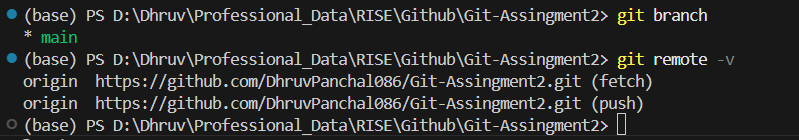 (base) PS D:\Dhruv\Professional_Data\RISE\Github\Git-Assingment2> git branch
* main
(base) PS D:\Dhruv\Professional_Data\RISE\Github\Git-Assingment2> git remote -v
origin  https://github.com/DhruvPanchal086/Git-Assingment2.git (fetch)
origin  https://github.com/DhruvPanchal086/Git-Assingment2.git (push)
(base) PS D:\Dhruv\Professional_Data\RISE\Github\Git-Assingment2>